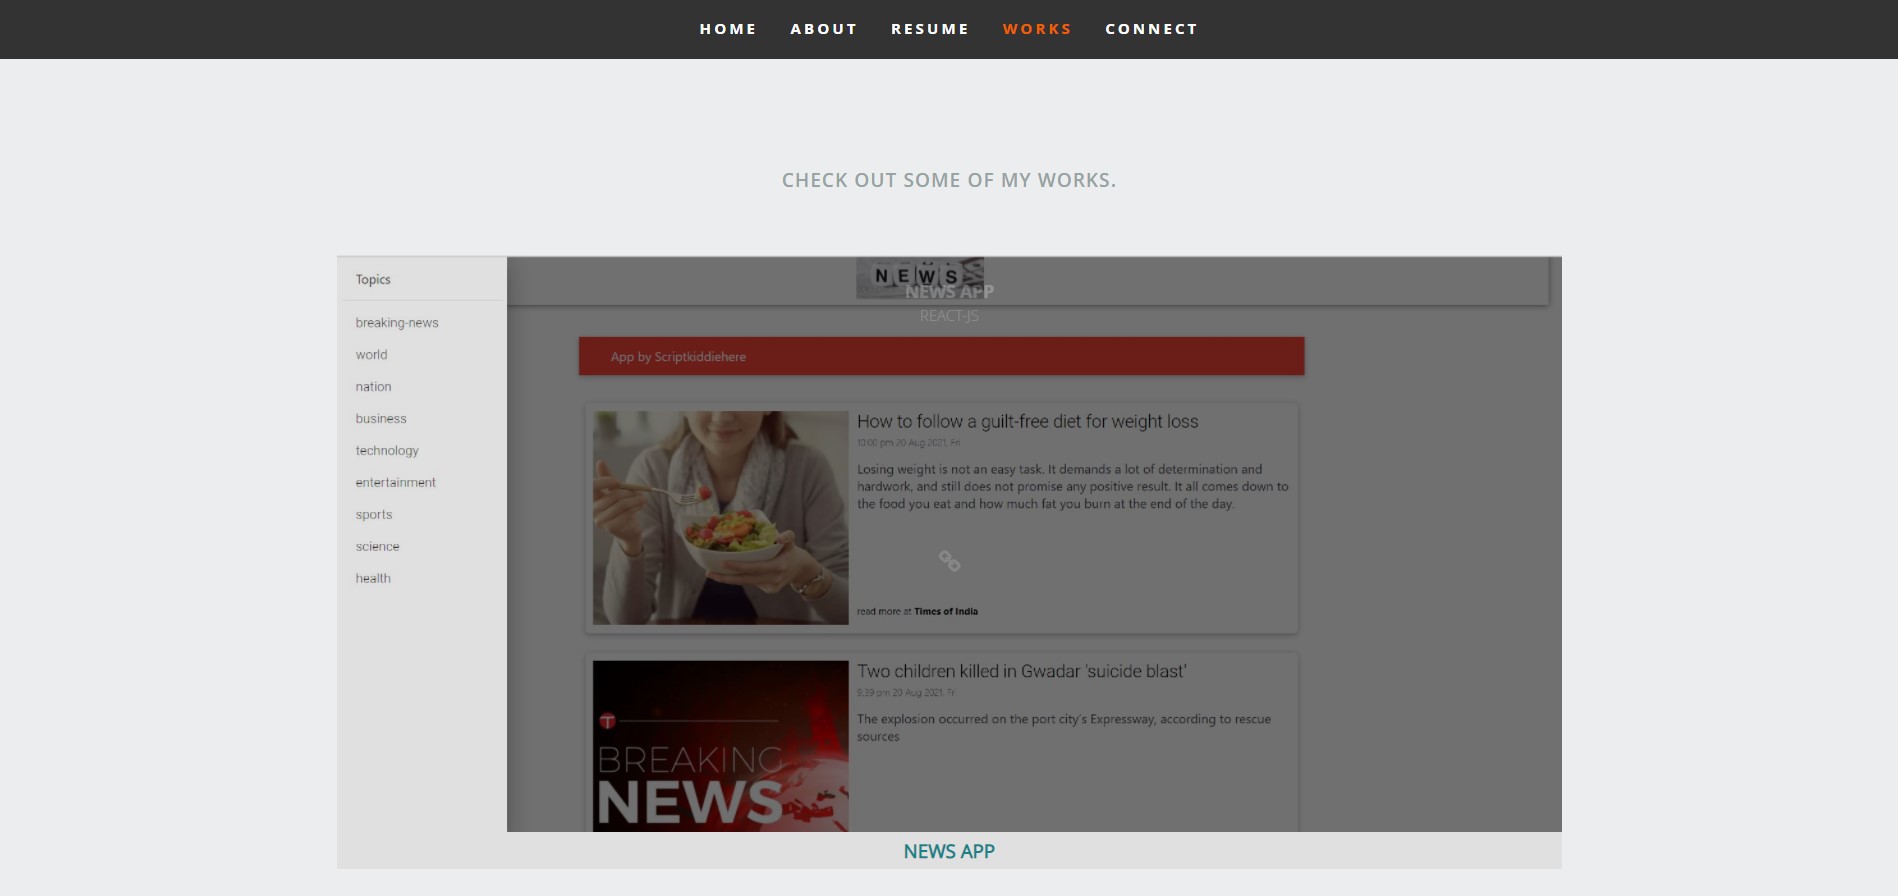 HOME ABOUT RESUME WORKS CONNECT
CHECK OUT SOME OF MY WORKS.
Topics
breaking-news
world
nation
business
technology
entertainment
sports
science
health
NEWS
NEWS APP
REACT-JS
App by Scriptkiddiehere
How to follow a guilt-free diet for weight loss
10:00 pm 20 Aug 2021, Fri
Losing weight is not an easy task. It demands a lot of determination and
hardwork, and still does not promise any positive result. It all comes down to
the food you eat and how much fat you burn at the end of the day.
read more at Times of India
Two children killed in Gwadar 'suicide blast'
9:39 pm 20 Aug 2021, Fri
The explosion occurred on the port city's Expressway, according to rescue
sources
T
BREAKING
NEWS
NEWS APP